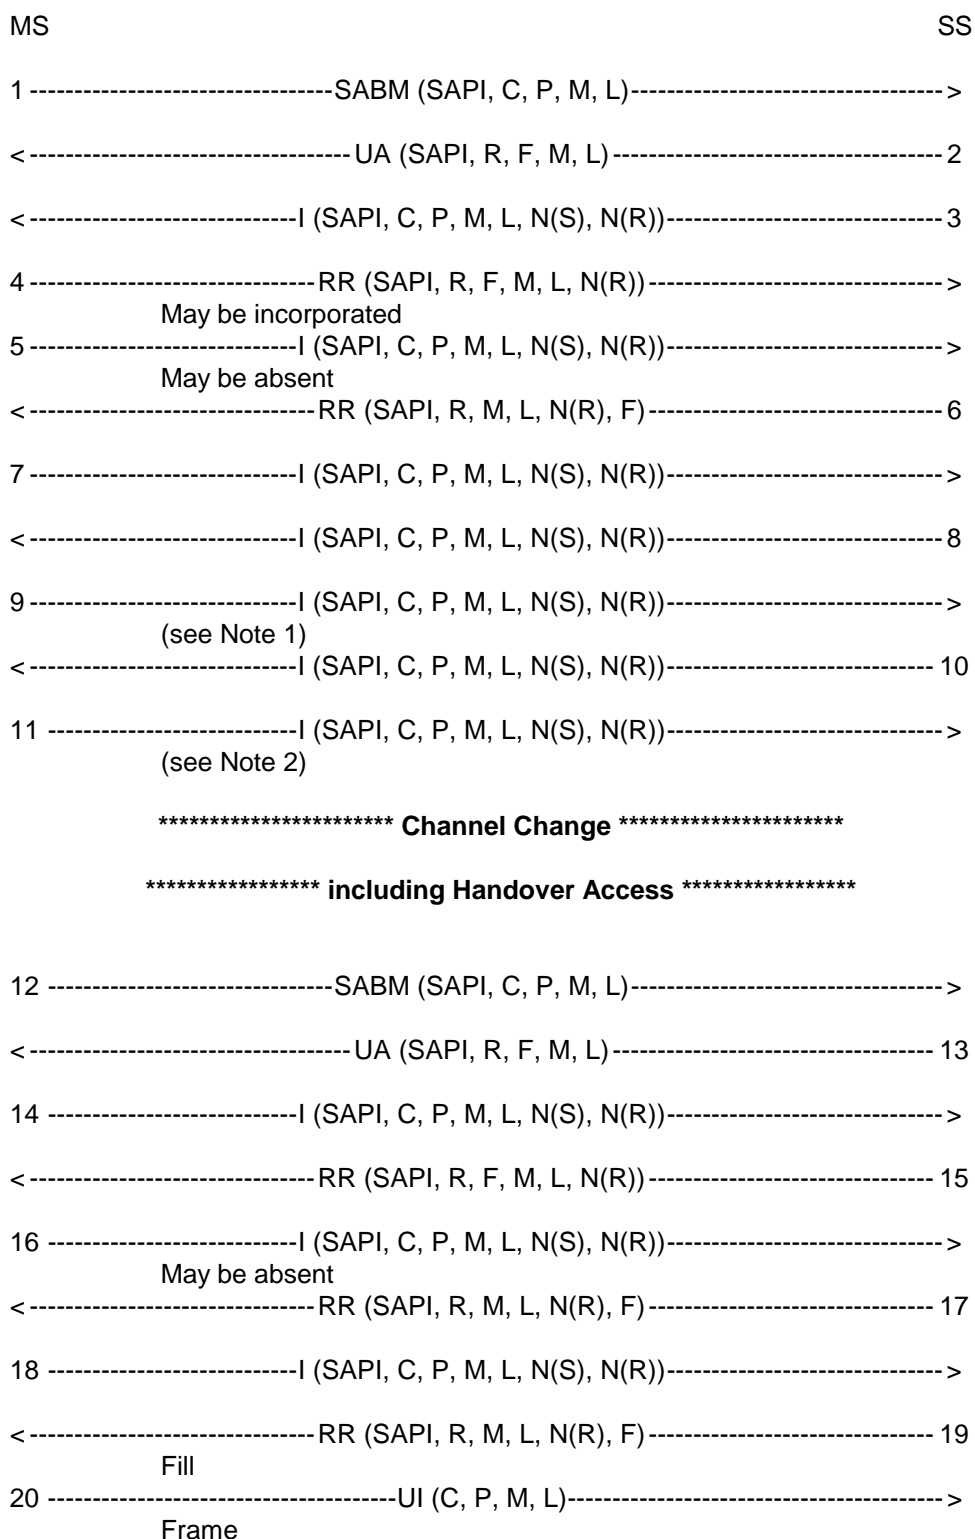 MS SS
1 ----------------------------------SABM (SAPI, C, P, M, L)----------------------------------- >
< ------------------------------------ UA (SAPI, R, F, M, L) ------------------------------------- 2
< ------------------------------I (SAPI, C, P, M, L, N(S), N(R))------------------------------- 3
4 --------------------------------RR (SAPI, R, F, M, L, N(R)) --------------------------------- >
May be incorporated
5 ------------------------------I (SAPI, C, P, M, L, N(S), N(R))------------------------------- >
May be absent
< --------------------------------RR (SAPI, R, M, L, N(R), F) --------------------------------- 6
7 ------------------------------I (SAPI, C, P, M, L, N(S), N(R))------------------------------- >
< ------------------------------I (SAPI, C, P, M, L, N(S), N(R))------------------------------- 8
9 ------------------------------I (SAPI, C, P, M, L, N(S), N(R))------------------------------- >
(see Note 1)
< ------------------------------I (SAPI, C, P, M, L, N(S), N(R))------------------------------ 10
11 ----------------------------I (SAPI, C, P, M, L, N(S), N(R))------------------------------- >
(see Note 2)
*********************** Channel Change **********************
***************** including Handover Access *****************
12 --------------------------------SABM (SAPI, C, P, M, L)----------------------------------- >
< ------------------------------------ UA (SAPI, R, F, M, L) ------------------------------------ 13
14 ----------------------------I (SAPI, C, P, M, L, N(S), N(R))------------------------------- >
< --------------------------------RR (SAPI, R, F, M, L, N(R)) -------------------------------- 15
16 ----------------------------I (SAPI, C, P, M, L, N(S), N(R))------------------------------- >
May be absent
< --------------------------------RR (SAPI, R, M, L, N(R), F) -------------------------------- 17
18 ----------------------------I (SAPI, C, P, M, L, N(S), N(R))------------------------------- >
< --------------------------------RR (SAPI, R, M, L, N(R), F) -------------------------------- 19
Fill
20 ---------------------------------------UI (C, P, M, L)------------------------------------------ >
Frame